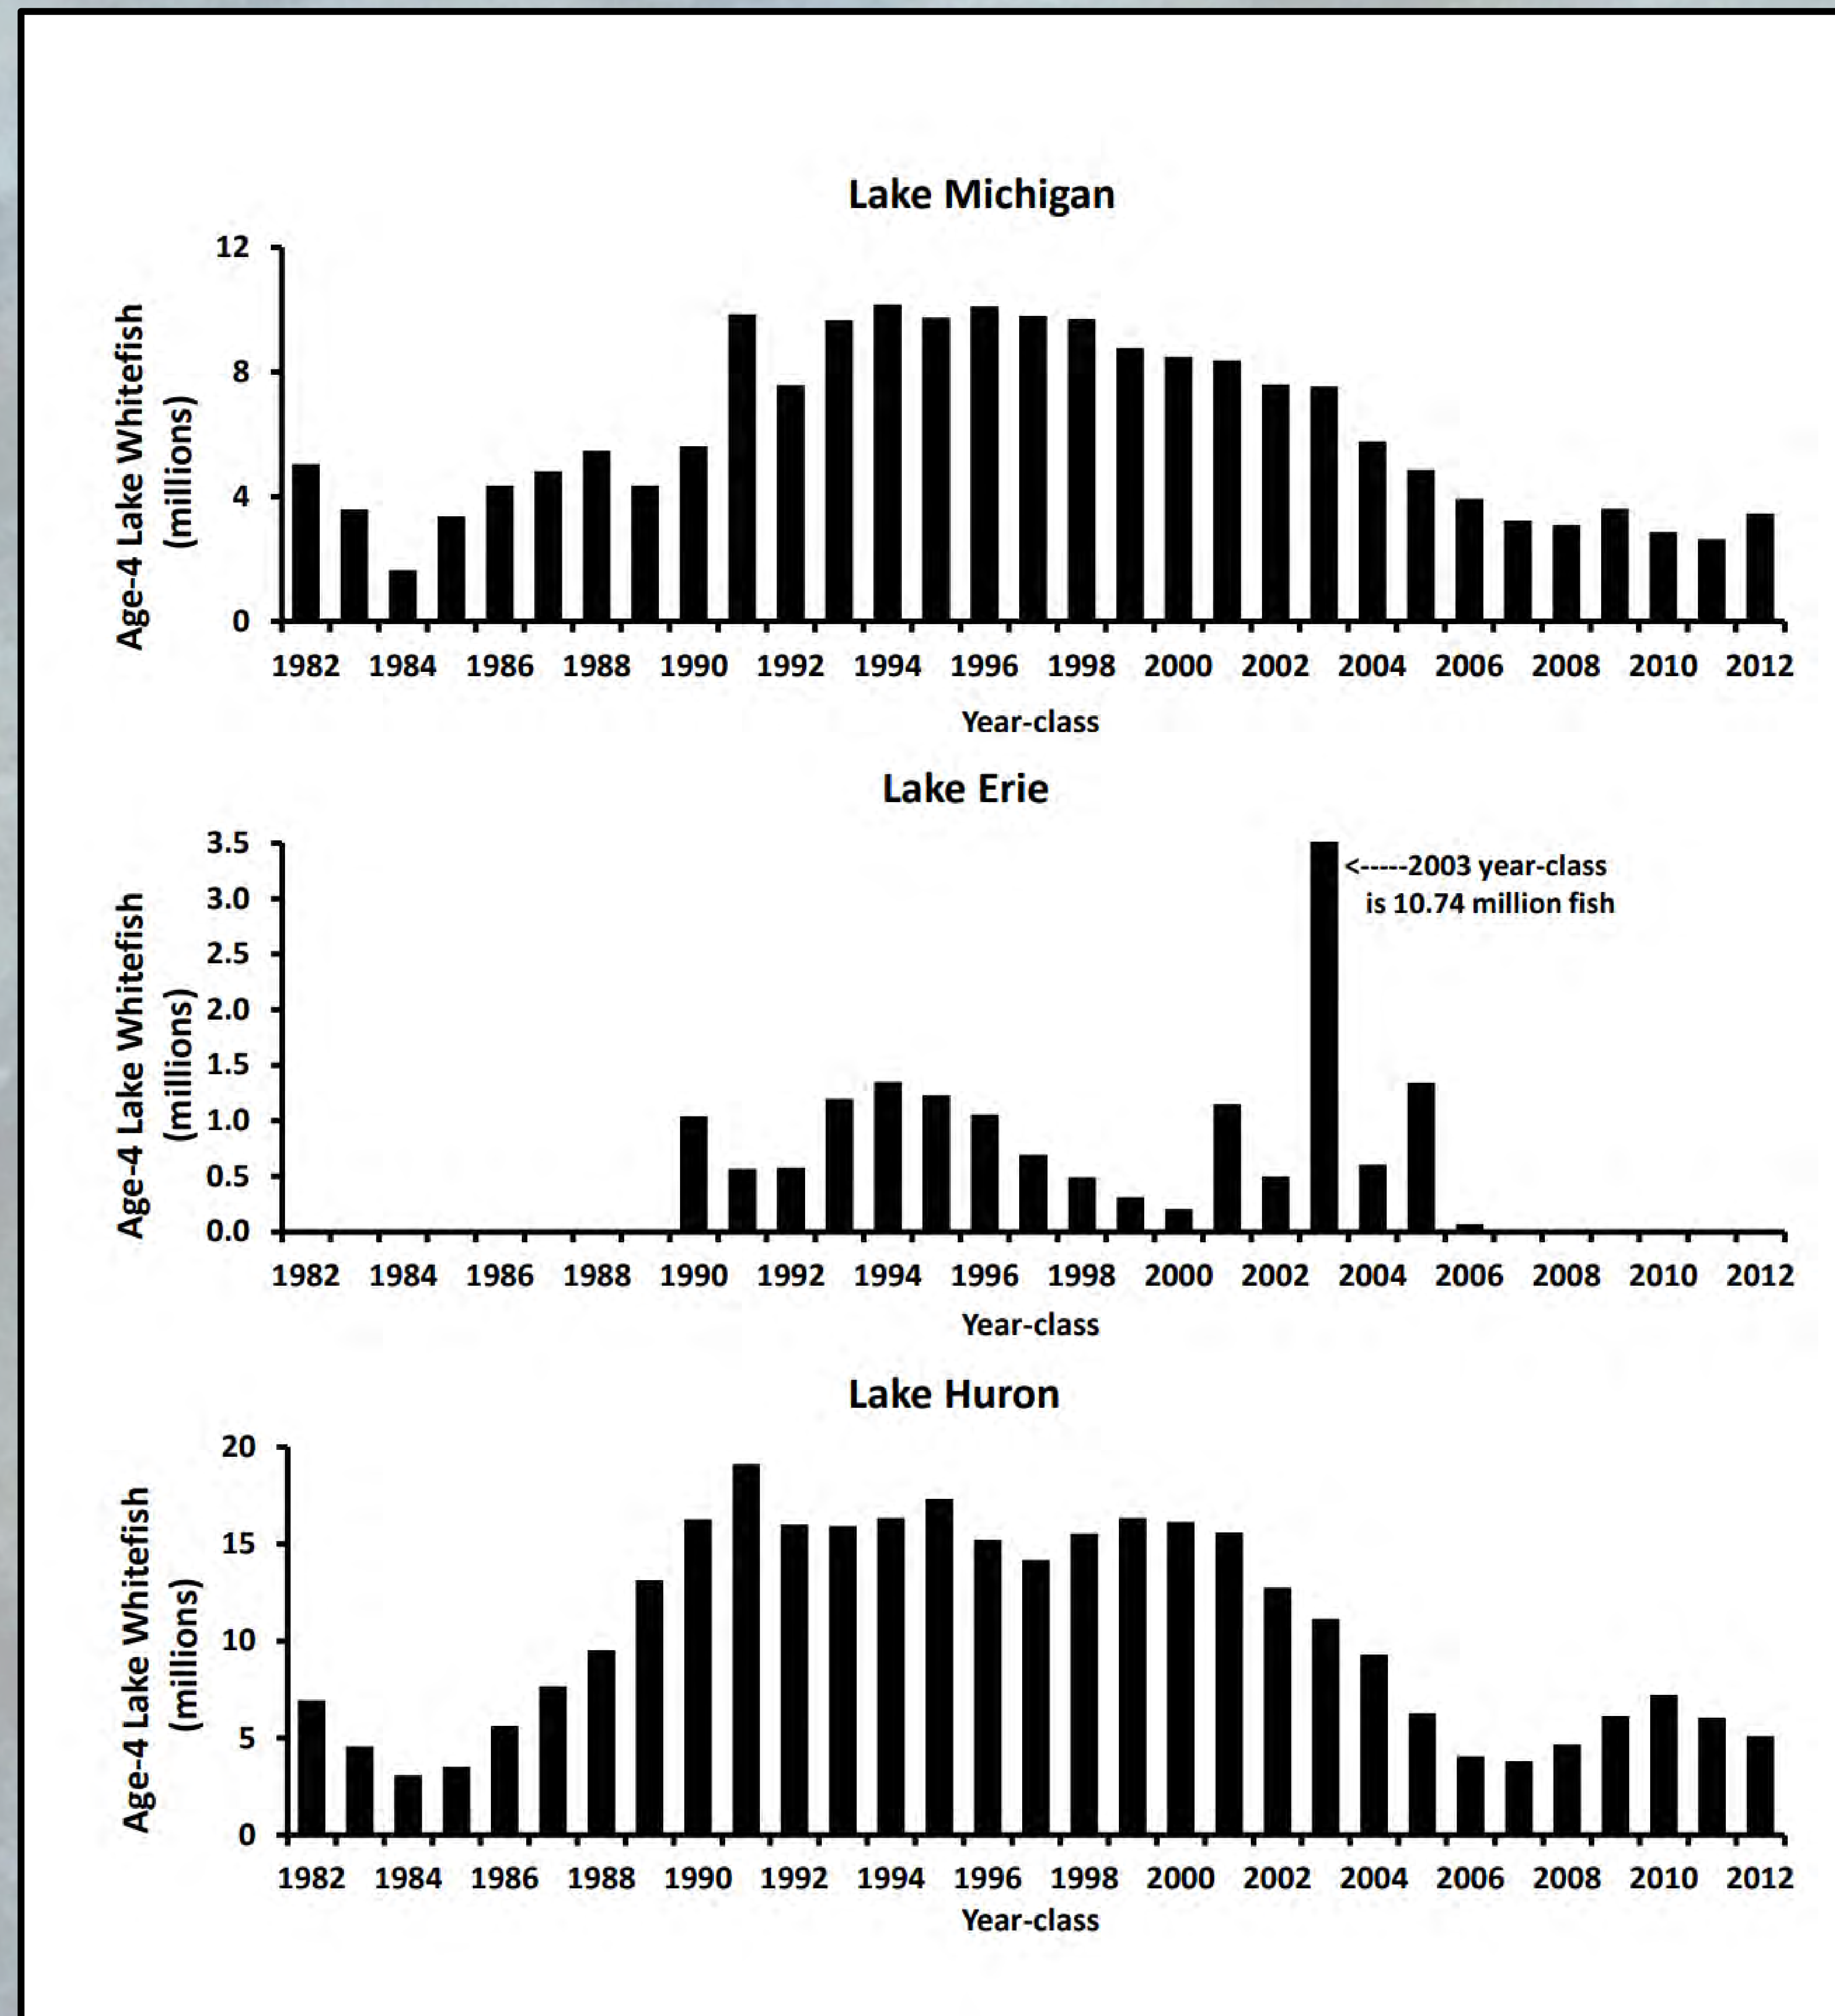 Lake Michigan
Age-4 Lake Whitefish
(millions)
12
8
4
0
1982 1984 1986 1988 1990 1992 1994 1996 1998 2000 2002 2004 2006 2008 2010 2012
Year-class
Lake Erie
Age-4 Lake Whitefish
(millions)
3.5
3.0
2.5
2.0
1.5
1.0
0.5
0.0
<-----2003 year-class
is 10.74 million fish
1982 1984 1986 1988 1990 1992 1994 1996 1998 2000 2002 2004 2006 2008 2010 2012
Year-class
Lake Huron
Age-4 Lake Whitefish
(millions)
20
15
10
5
0
1982 1984 1986 1988 1990 1992 1994 1996 1998 2000 2002 2004 2006 2008 2010 2012
Year-class